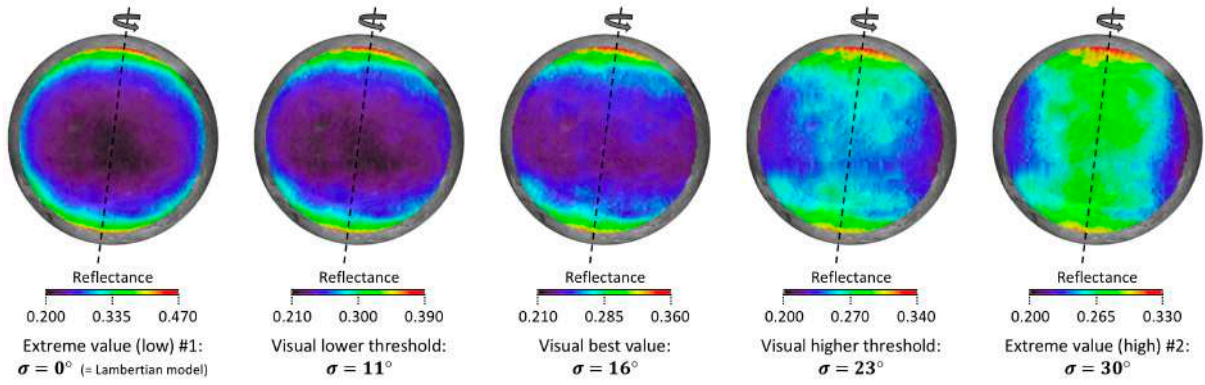 Reflectance Reflectance Reflectance Reflectance Reflectance
0.200 0.335 0.470 0.210 0.300 0.390 0.210 0.285 0.360 0.200 0.270 0.340 0.200 0.265 0.330
Extreme value (low) #1: Visual lower threshold: Visual best value: Visual higher threshold: Extreme value (high) #2:
σ = 0° (= Lambertian model) σ = 11° σ = 16° σ = 23° σ = 30°